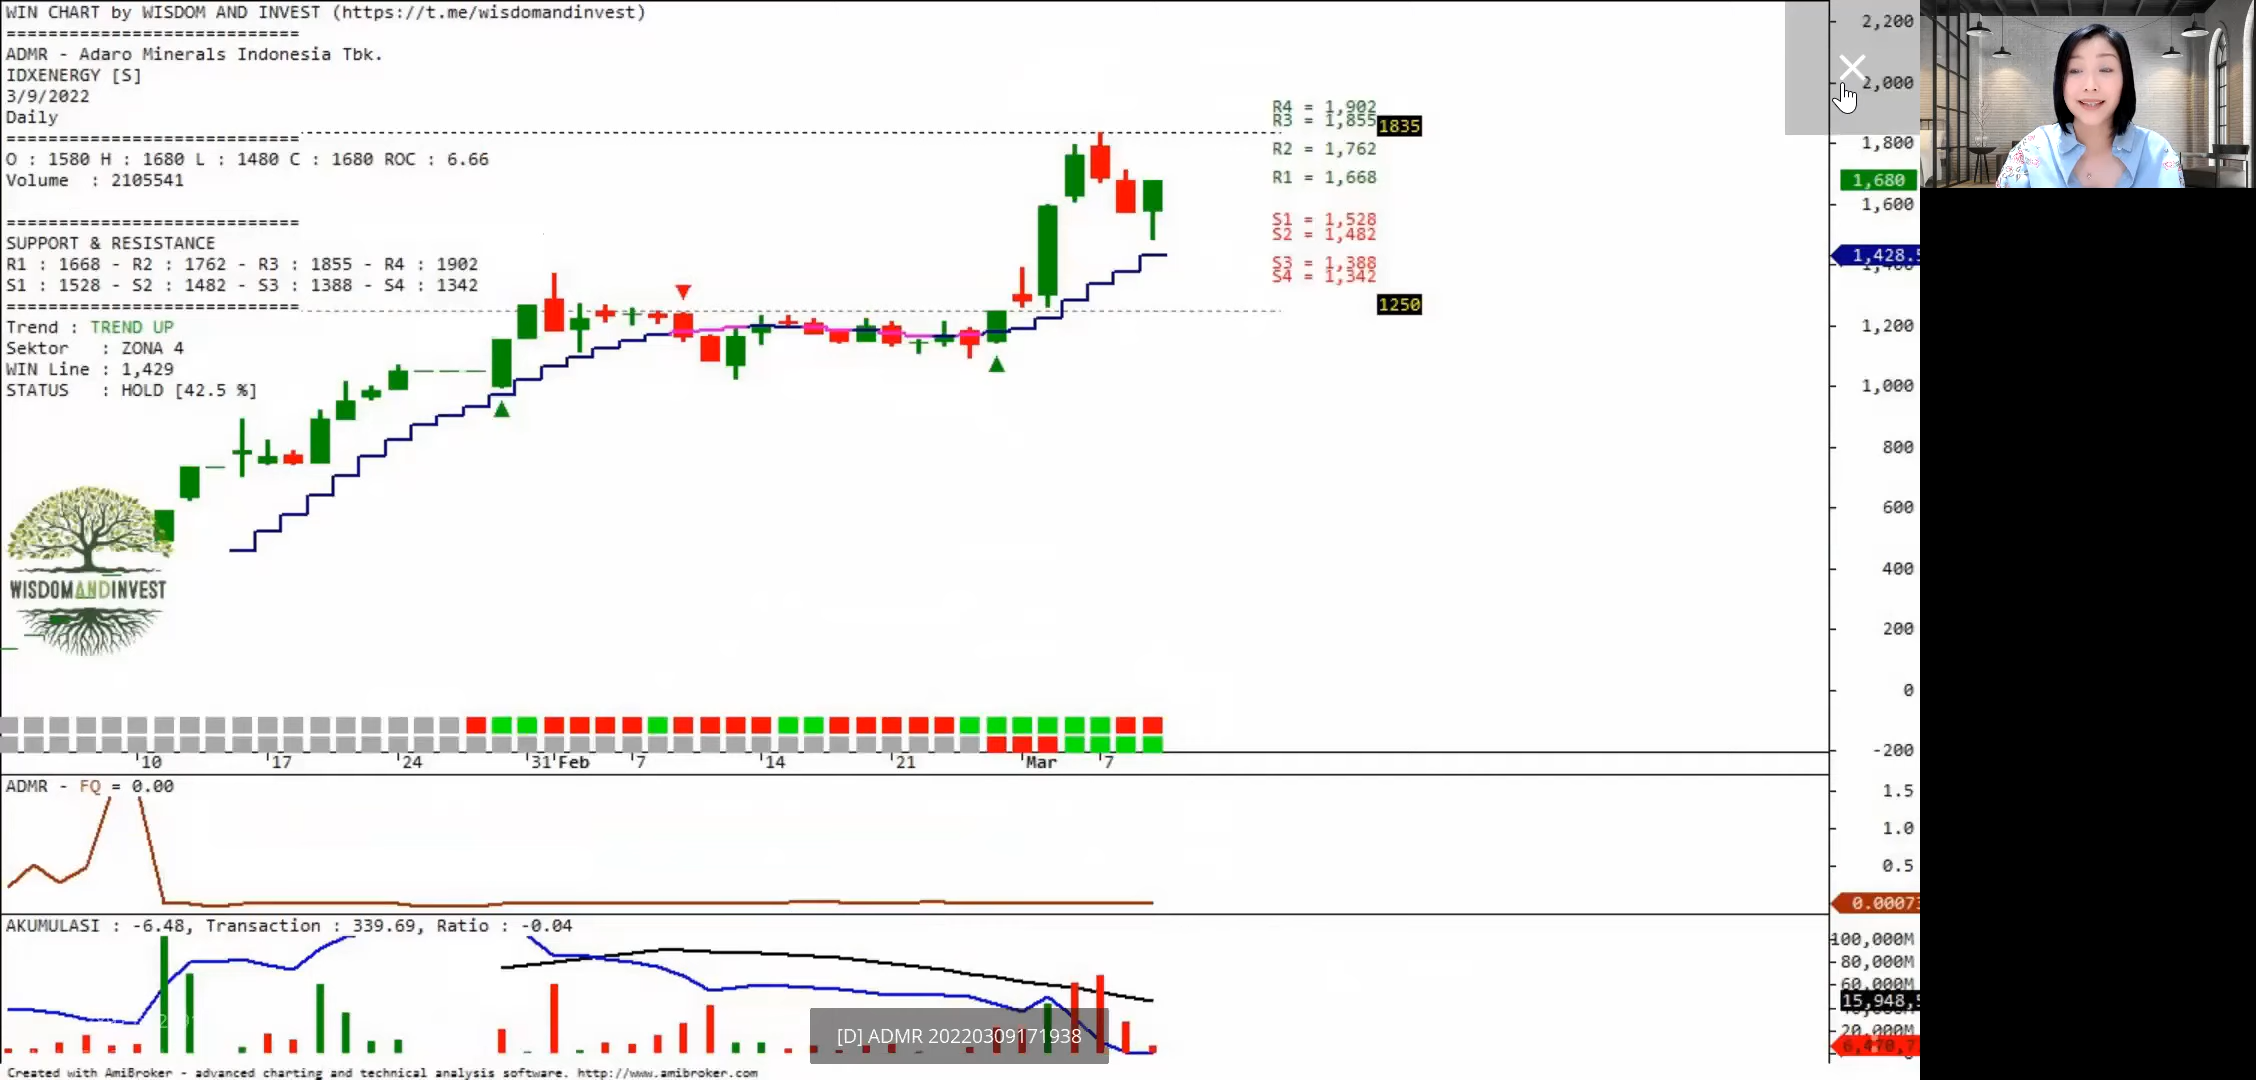 WIN CHART by WISDOM AND INVEST (https://t.me/wisdomandinvest)
============================
ADMR - Adaro Minerals Indonesia Tbk.
IDXENERGY [S]
3/9/2022
Daily
============================
O : 1580 H : 1680 L : 1480 C : 1680 ROC : 6.66
Volume : 2105541
============================
SUPPORT & RESISTANCE
R1 : 1668 - R2 : 1762 - R3 : 1855 - R4 : 1902
S1 : 1528 - S2 : 1482 - S3 : 1388 - S4 : 1342
============================
Trend : TREND UP
Sektor : ZONA 4
WIN Line : 1,429
STATUS : HOLD [42.5 %]
WISDOMANDINVEST
R4 = 1,902
R3 = 1,855
1835
R2 = 1,762
R1 = 1,668
S1 = 1,528
S2 = 1,482
S3 = 1,388
S4 = 1,342
1250
2,200
2,000
1,800
1,680
1,600
1,200
1,000
800
600
400
200
0
-200
10 17 24 31 Feb 7 14 21 Mar 7
ADMR - FQ = 0.00
1.5
1.0
0.5
AKUMULASI : -6.48, Transaction : 339.69, Ratio : -0.04
100,000M
80,000M
60,000M
20,000M
[D] ADMR 20220309171938
Created with AmiBroker - advanced charting and technical analysis software. http://www.amibroker.com